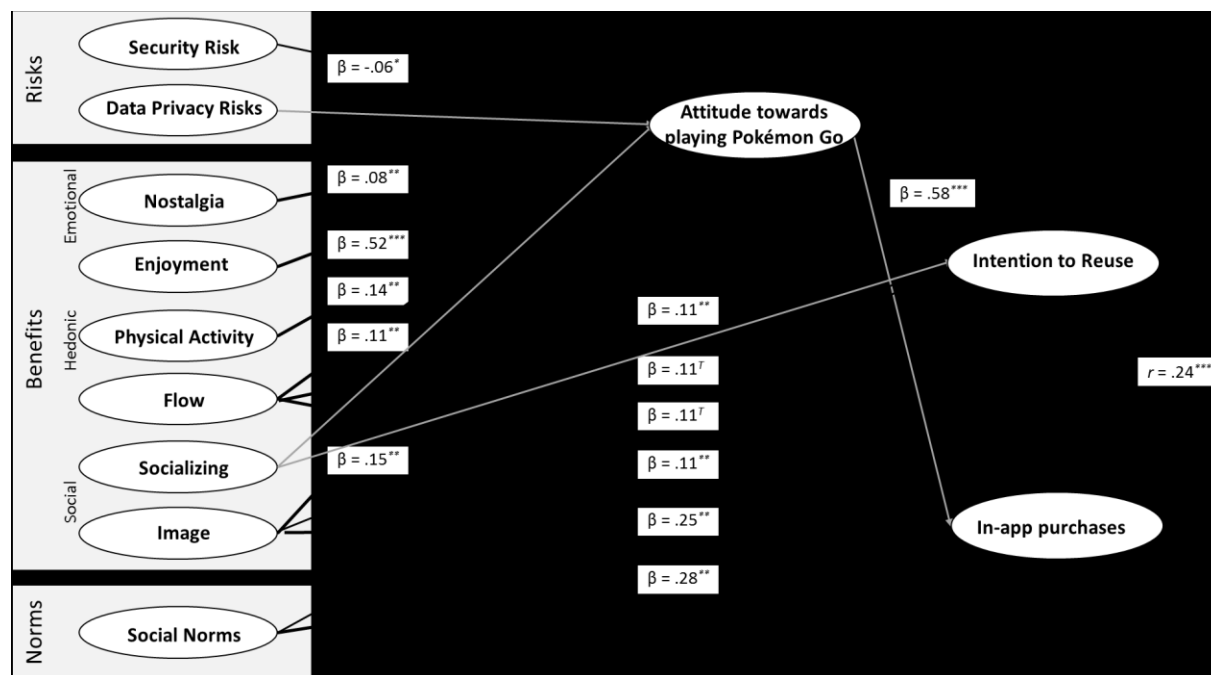 Risks
Security Risk
Data Privacy Risks
Benefits
Emotional
Nostalgia
Enjoyment
Hedonic
Physical Activity
Flow
Social
Socializing
Image
Norms
Social Norms
β = -.06*
β = .08**
β = .52***
β = .14**
β = .11**
β = .15**
Attitude towards
playing Pokémon Go
β = .58***
β = .11**
β = .11ᵀ
β = .11ᵀ
β = .11**
β = .25**
β = .28**
Intention to Reuse
r = .24***
In-app purchases